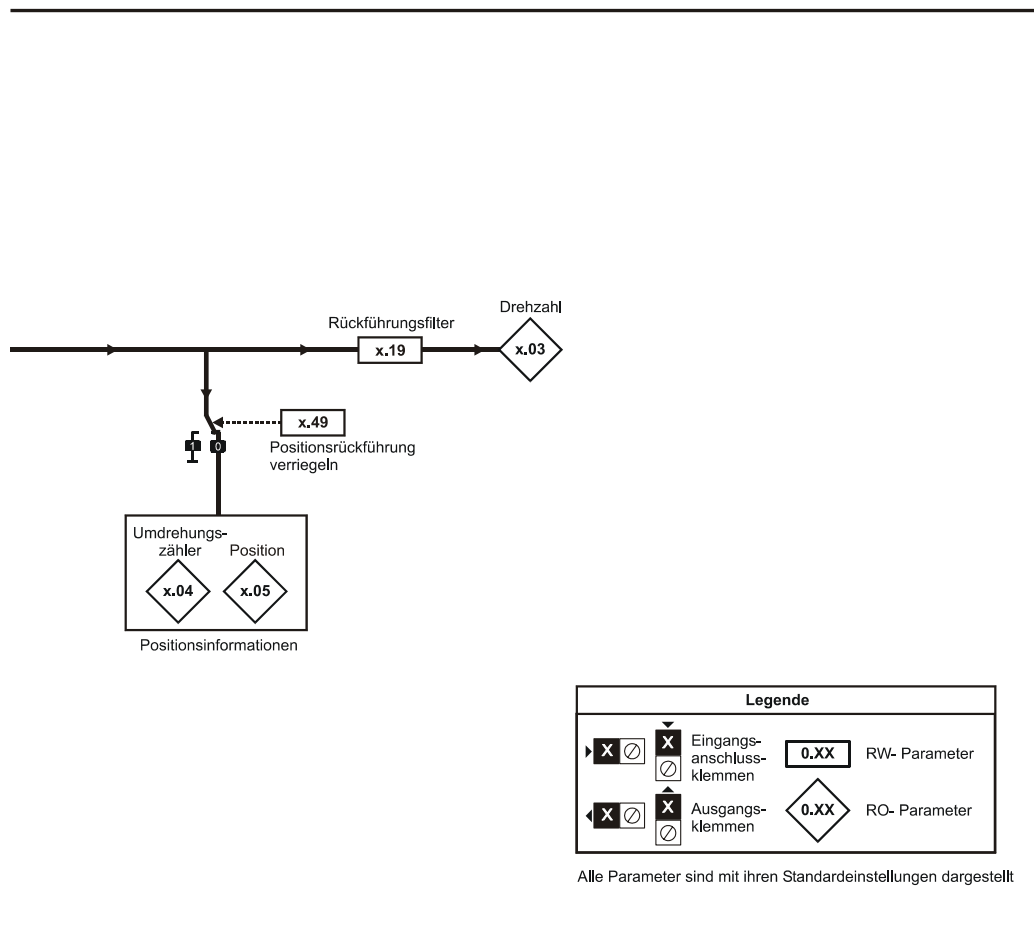 Drehzahl
Rückführungsfilter
x.19
x.03
x.49
1 0
Positionsrückführung
verriegeln
Umdrehungs-
zähler
Position
x.04
x.05
Positionsinformationen
Legende
X
X
Eingangs-
anschluss-
klemmen
0.XX
RW- Parameter
X
X
Ausgangs-
klemmen
0.XX
RO- Parameter
Alle Parameter sind mit ihren Standardeinstellungen dargestellt